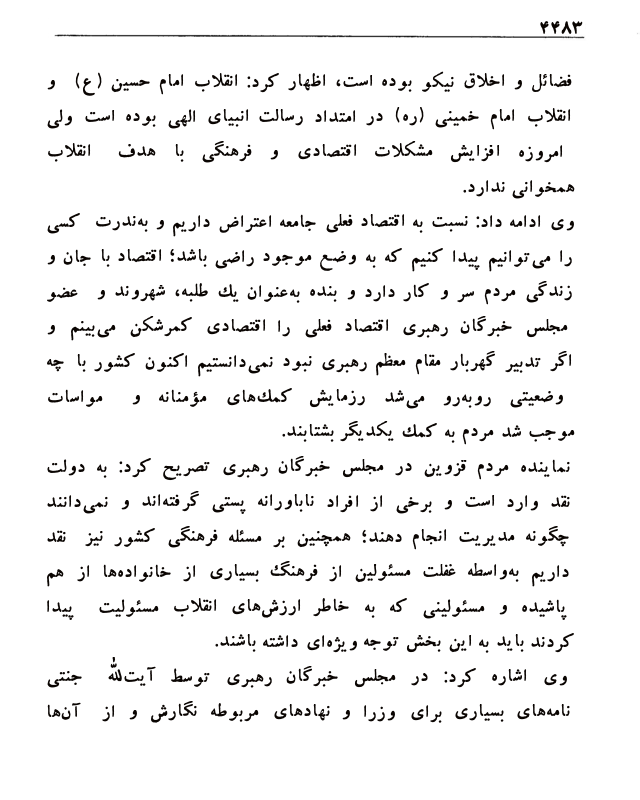 ۴۴۸۳
فضائل و اخلاق نیکو بوده است، اظهار کرد: انقلاب امام حسین (ع) و
انقلاب امام خمینی (ره) در امتداد رسالت انبیای الهی بوده است ولی
امروزه افزایش مشکلات اقتصادی و فرهنگی با هدف انقلاب
همخوانی ندارد.
وی ادامه داد: نسبت به اقتصاد فعلی جامعه اعتراض داریم و به‌ندرت کسی
را می‌توانیم پیدا کنیم که به وضع موجود راضی باشد؛ اقتصاد با جان و
زندگی مردم سر و کار دارد و بنده به‌عنوان یك طلبه، شهروند و عضو
مجلس خبرگان رهبری اقتصاد فعلی را اقتصادی کمرشکن می‌بینم و
اگر تدبیر گهربار مقام معظم رهبری نبود نمی‌دانستیم اکنون کشور با چه
وضعیتی روبه‌رو می‌شد رزمایش کمك‌های مؤمنانه و مواسات
موجب شد مردم به کمك یکدیگر بشتابند.
نماینده مردم قزوین در مجلس خبرگان رهبری تصریح کرد: به دولت
نقد وارد است و برخی از افراد ناباورانه پستی گرفته‌اند و نمی‌دانند
چگونه مدیریت انجام دهند؛ همچنین بر مسئله فرهنگی کشور نیز نقد
داریم به‌واسطه غفلت مسئولین از فرهنگ بسیاری از خانواده‌ها از هم
پاشیده و مسئولینی که به خاطر ارزش‌های انقلاب مسئولیت پیدا
کردند باید به این بخش توجه ویژه‌ای داشته باشند.
وی اشاره کرد: در مجلس خبرگان رهبری توسط آیت‌الله جنتی
نامه‌های بسیاری برای وزرا و نهادهای مربوطه نگارش و از آن‌ها